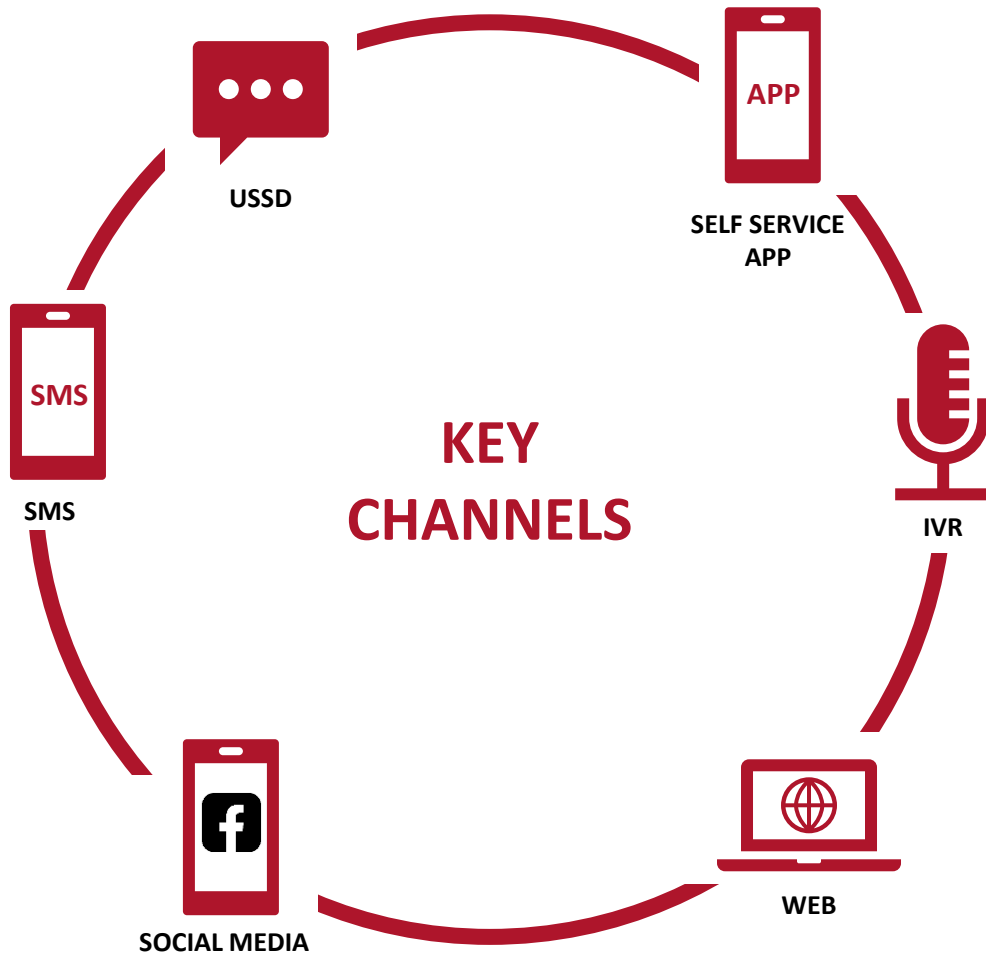 USSD
APP
SELF SERVICE
APP
SMS
SMS
KEY
CHANNELS
IVR
f
SOCIAL MEDIA
WEB